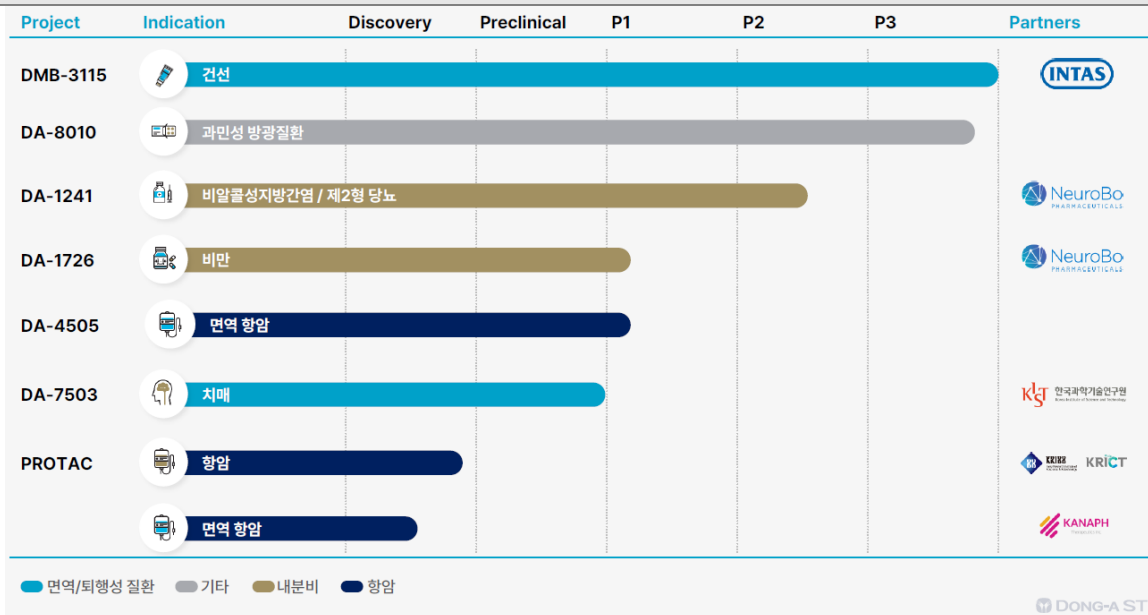 Project Indication Discovery Preclinical P1 P2 P3 Partners
DMB-3115 건선 INTAS
DA-8010 과민성 방광질환
DA-1241 비알콜성지방간염 / 제2형 당뇨 NeuroBo
PHARMACEUTICALS
DA-1726 비만 NeuroBo
PHARMACEUTICALS
DA-4505 면역 항암
DA-7503 치매 KIST 한국과학기술연구원
PROTAC 항암 KRIBB KRICT
면역 항암 KANAPH
면역/퇴행성 질환 기타 내분비 항암
DONG-A ST